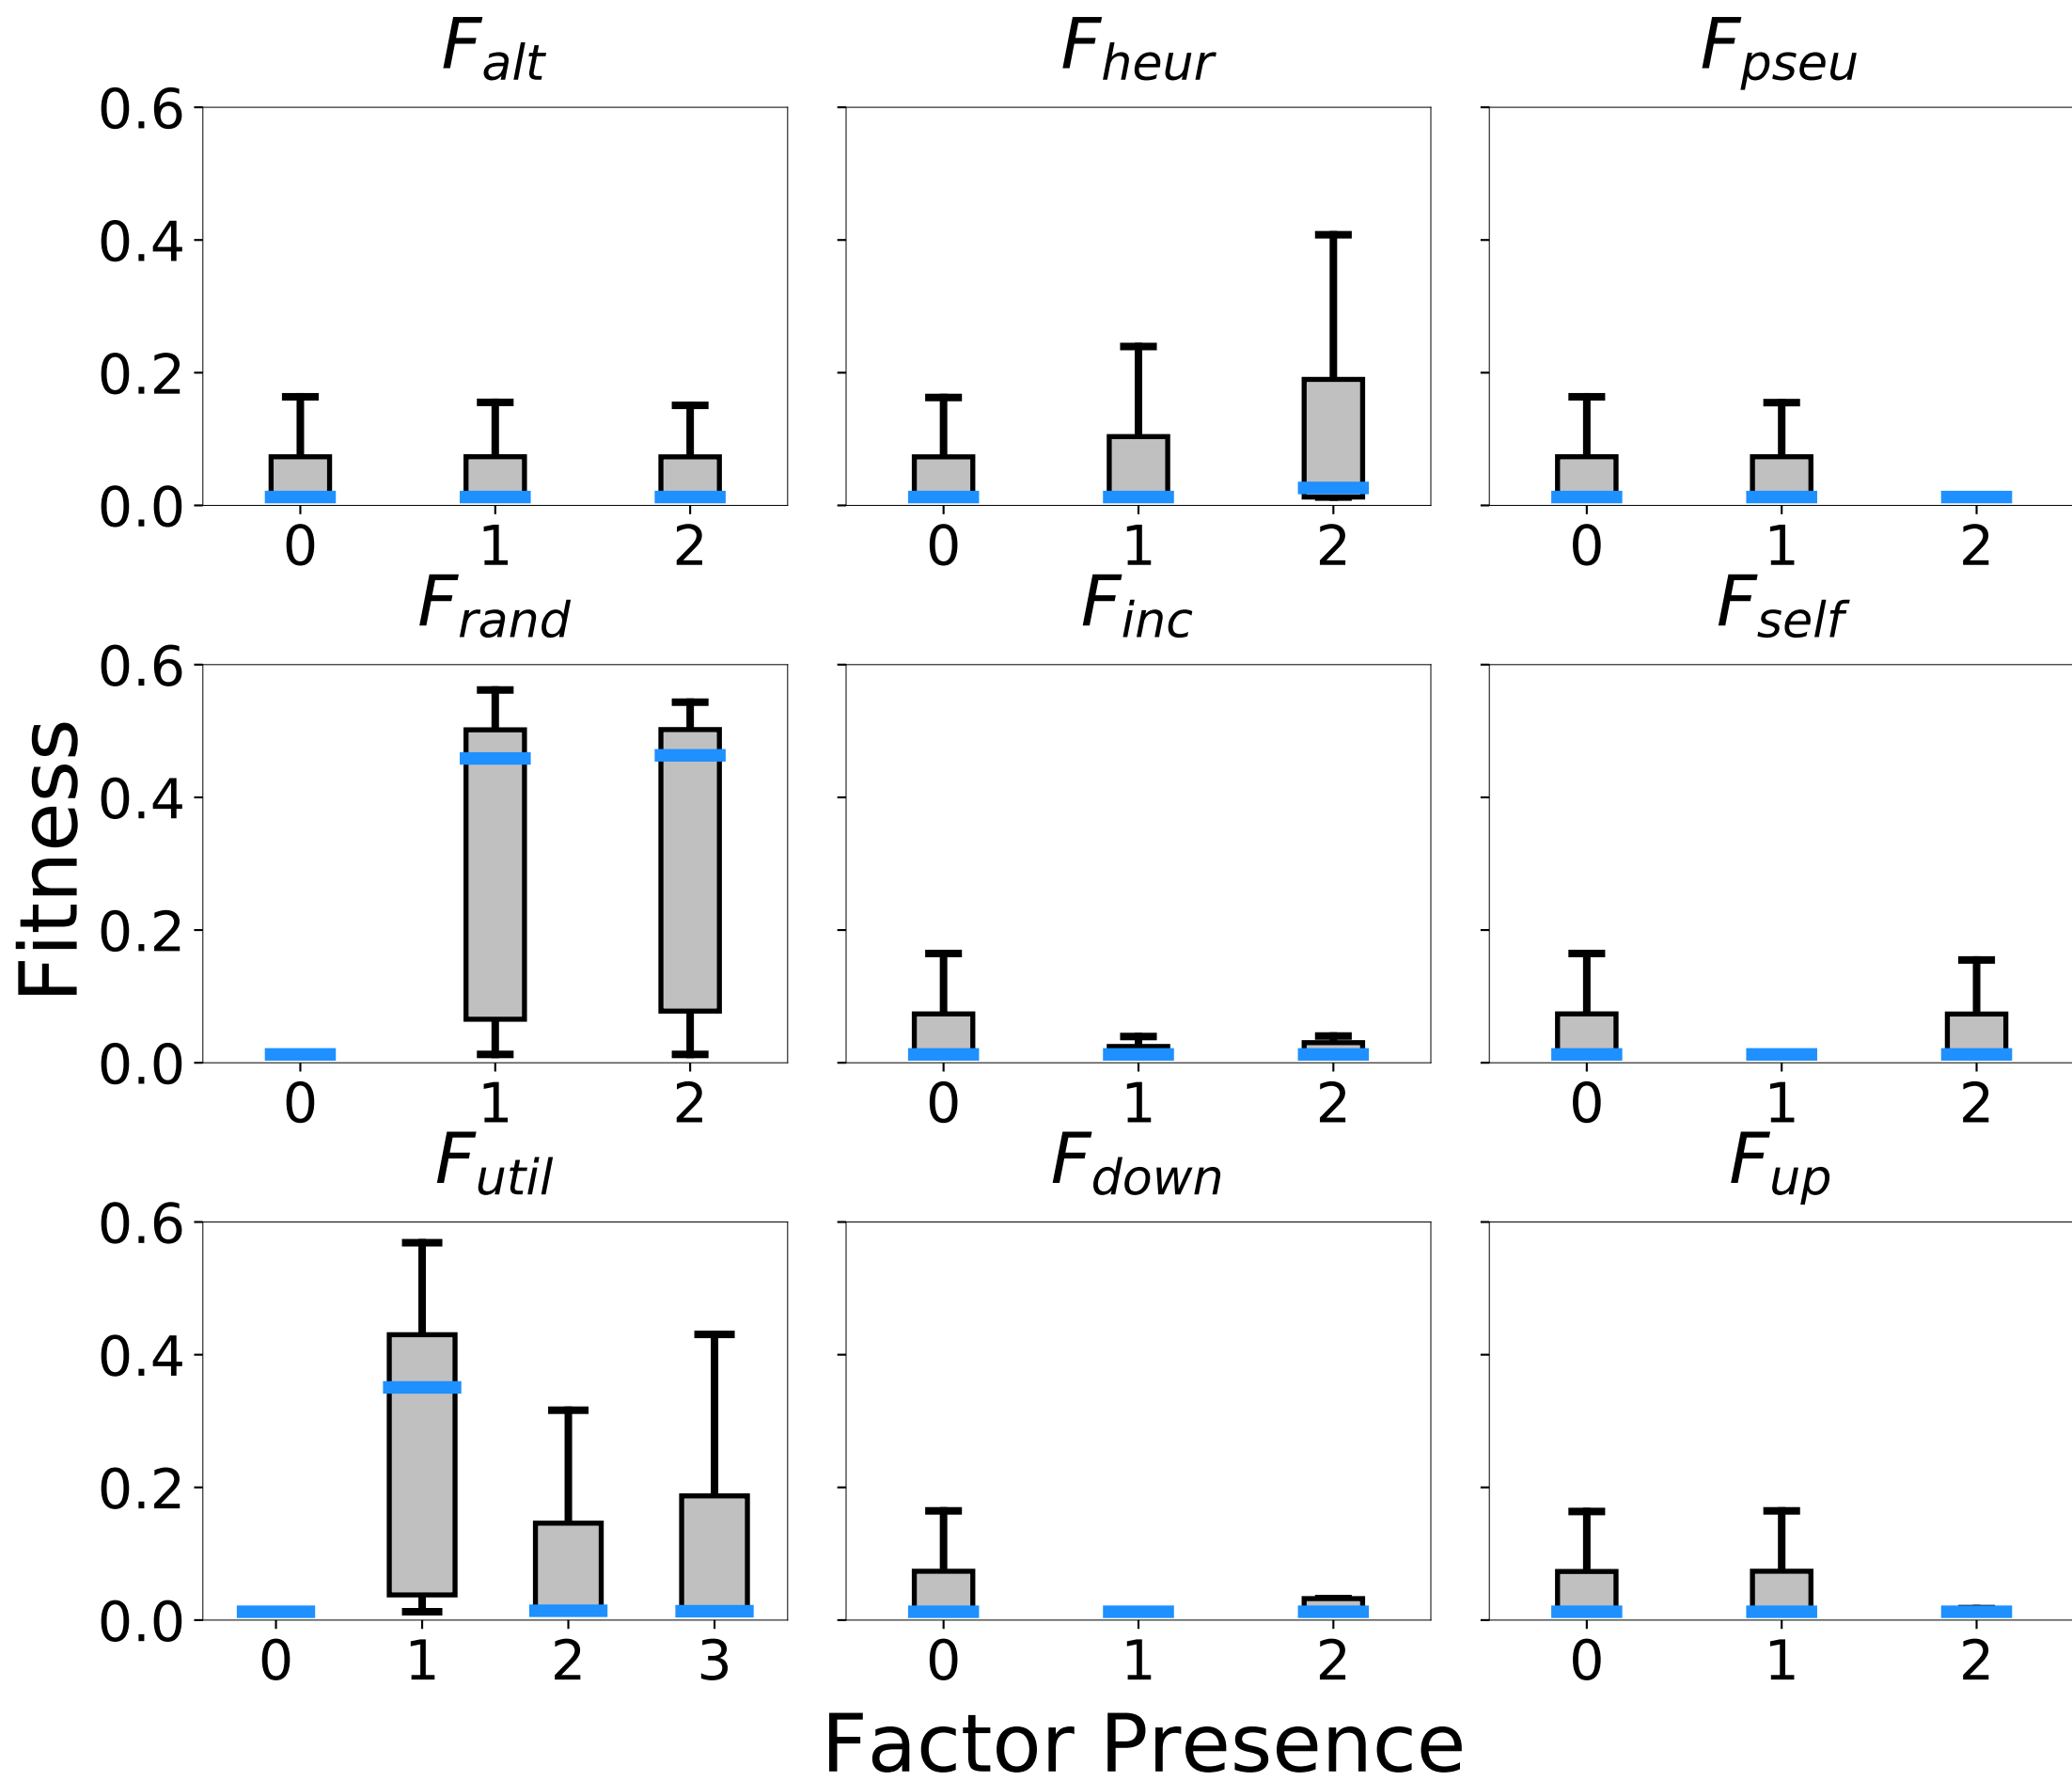 F_alt F_heur F_pseu
0.6
0.4
0.2
0.0
0 1 2 0 1 2 0 1 2
F_rand F_inc F_self
0.6
0.4
0.2
0.0
0 1 2 0 1 2 0 1 2
Fitness
F_util F_down F_up
0.6
0.4
0.2
0.0
0 1 2 3 0 1 2 0 1 2
Factor Presence